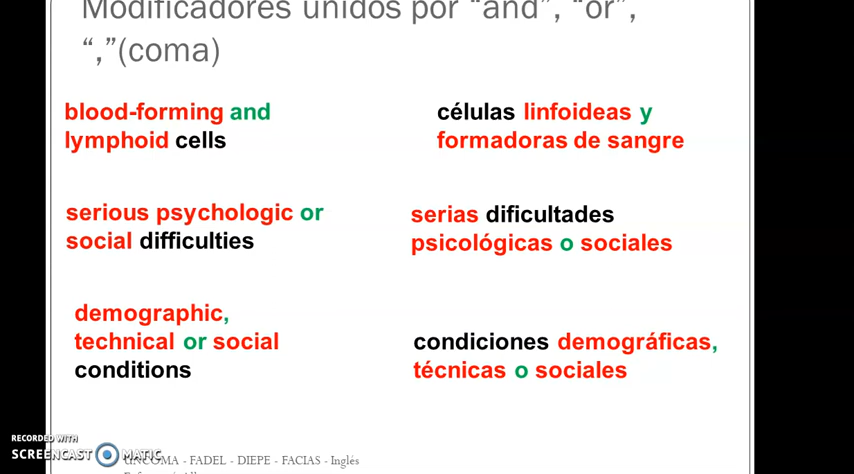 Modificadores unidos por “and”, “or”,
“,”(coma)
blood-forming and
lymphoid cells
células linfoideas y
formadoras de sangre
serious psychologic or
social difficulties
serias dificultades
psicológicas o sociales
demographic,
technical or social
conditions
condiciones demográficas,
técnicas o sociales
RECORDED WITH
SCREENCAST MATIC
UNCOMA - FADEL - DIEPE - FACIAS - Inglés